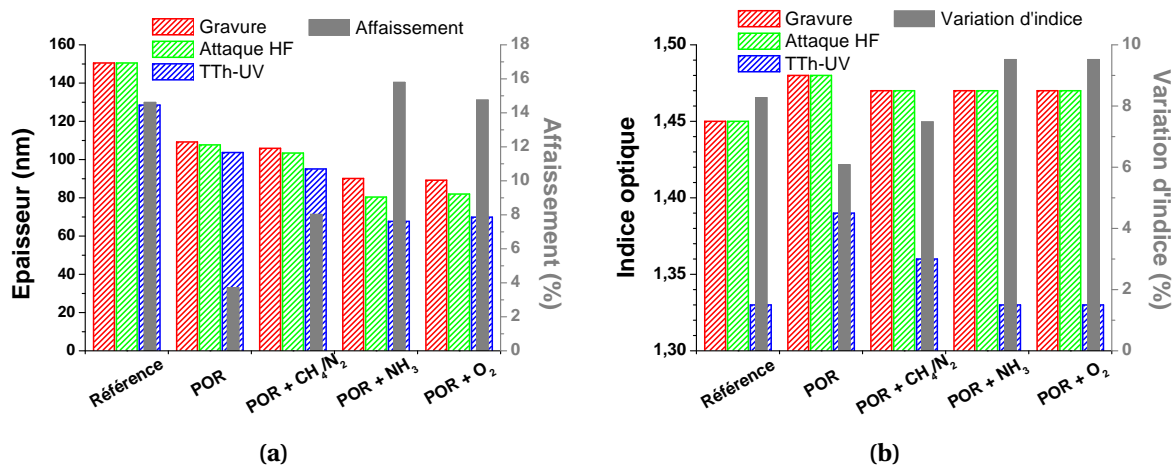 Gravure
Attaque HF
TTh-UV
Affaissement
Epaisseur (nm)
160
140
120
100
80
60
40
20
0
18
16
14
12
10
8
6
4
2
0
Affaissement (%)
Référence
POR
POR + CH4/N2
POR + NH3
POR + O2
(a)
Gravure
Attaque HF
TTh-UV
Variation d'indice
Indice optique
1,50
1,45
1,40
1,35
1,30
10
8
6
4
2
0
Variation d'indice (%)
Référence
POR
POR + CH4/N2
POR + NH3
POR + O2
(b)